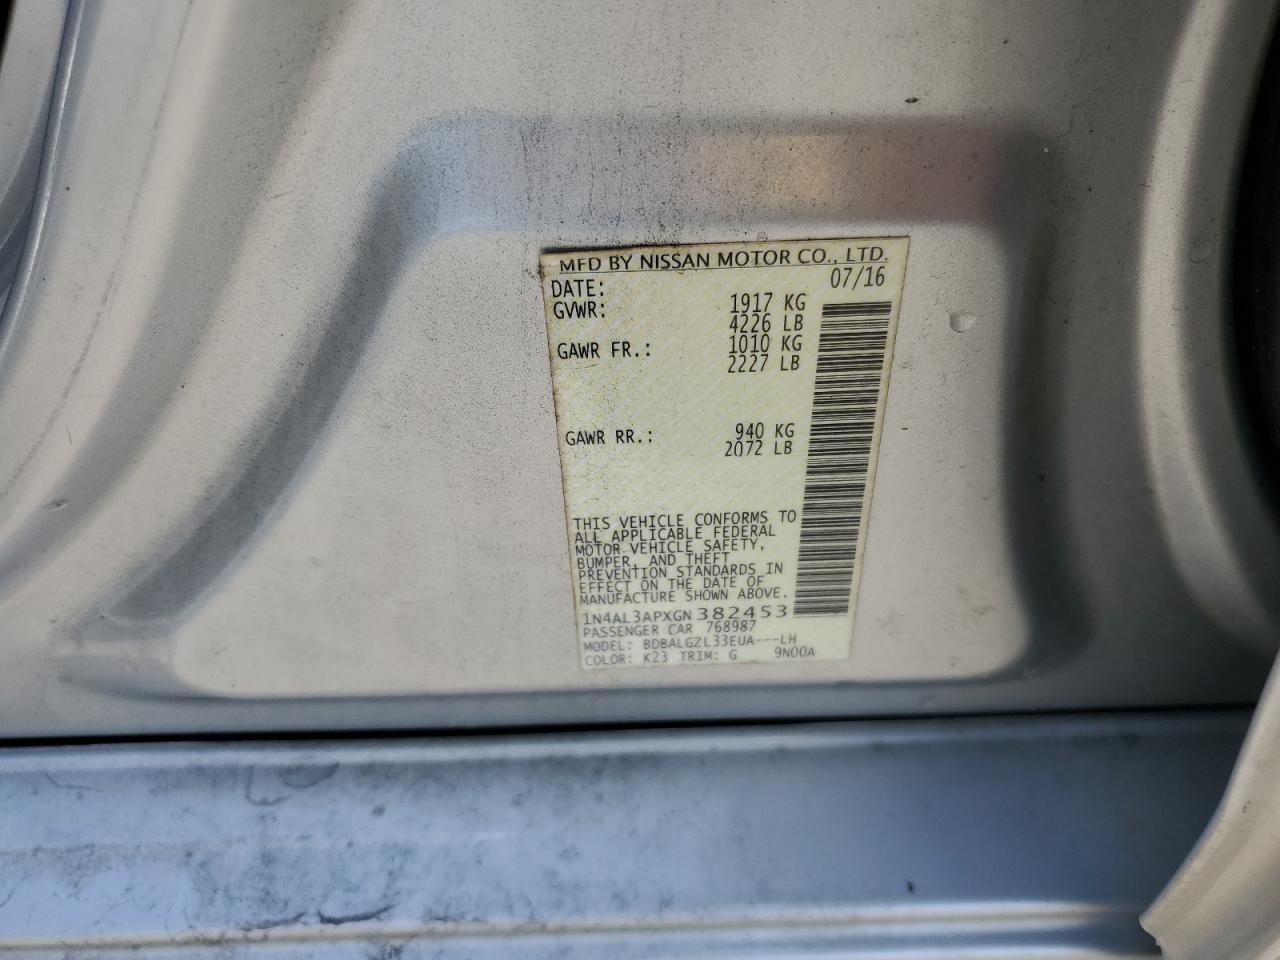 MFD BY NISSAN MOTOR CO., LTD.
DATE: 07/16
GVWR: 1917 KG
4226 LB
GAWR FR.: 1010 KG
2227 LB
GAWR RR.: 940 KG
2072 LB
THIS VEHICLE CONFORMS TO
ALL APPLICABLE FEDERAL
MOTOR VEHICLE SAFETY,
BUMPER, AND THEFT
PREVENTION STANDARDS IN
EFFECT ON THE DATE OF
MANUFACTURE SHOWN ABOVE.
1N4AL3APXGN382453
PASSENGER CAR 768987
MODEL: BDBALGZL33EUA---LH
COLOR: K23 TRIM: G 9N00A